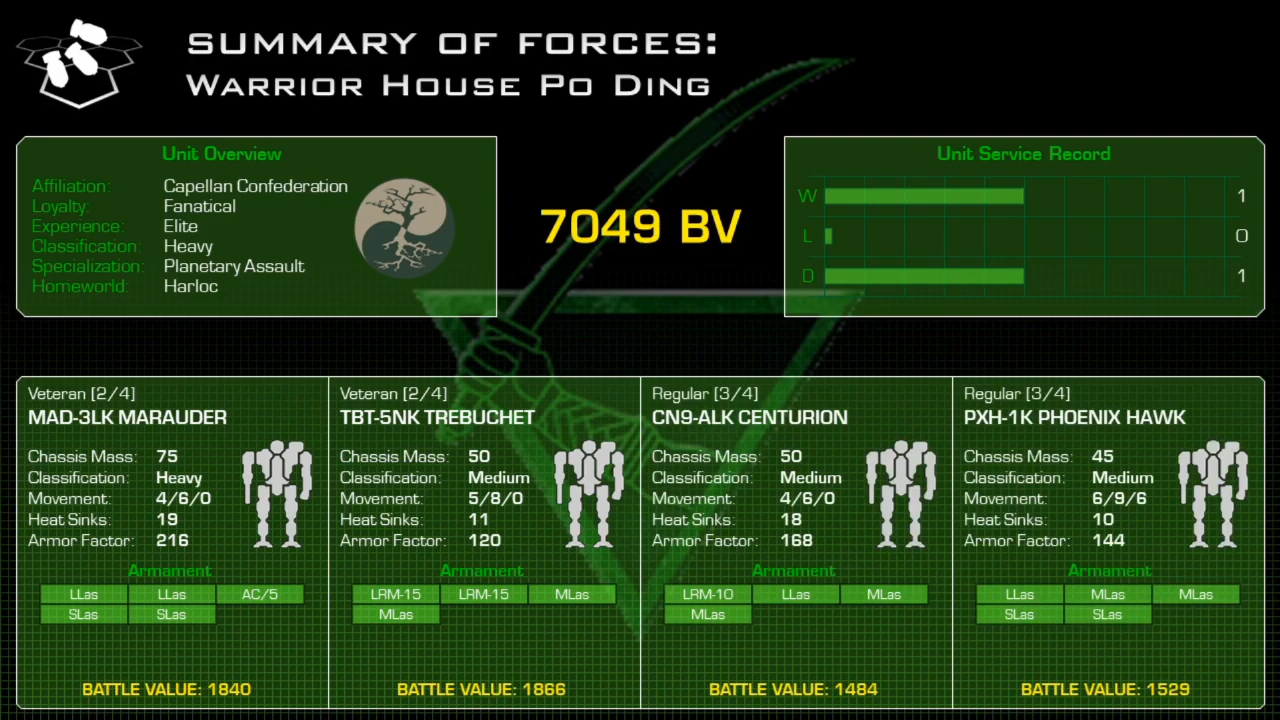 SUMMARY OF FORCES:
WARRIOR HOUSE PO DING
Unit Overview
Affiliation: Capellan Confederation
Loyalty: Fanatical
Experience: Elite
Classification: Heavy
Specialization: Planetary Assault
Homeworld: Harloc
7049 BV
Unit Service Record
W 1
L 0
D 1
Veteran [2/4]
MAD-3LK MARAUDER
Chassis Mass: 75
Classification: Heavy
Movement: 4/6/0
Heat Sinks: 19
Armor Factor: 216
Armament
LLas LLas AC/5
SLas SLas
BATTLE VALUE: 1840
Veteran [2/4]
TBT-5NK TREBUCHET
Chassis Mass: 50
Classification: Medium
Movement: 5/8/0
Heat Sinks: 11
Armor Factor: 120
Armament
LRM-15 LRM-15 MLas
MLas
BATTLE VALUE: 1866
Regular [3/4]
CN9-ALK CENTURION
Chassis Mass: 50
Classification: Medium
Movement: 4/6/0
Heat Sinks: 18
Armor Factor: 168
Armament
LRM-10 LLas MLas
MLas
BATTLE VALUE: 1484
Regular [3/4]
PXH-1K PHOENIX HAWK
Chassis Mass: 45
Classification: Medium
Movement: 6/9/6
Heat Sinks: 10
Armor Factor: 144
Armament
LLas MLas MLas
SLas SLas
BATTLE VALUE: 1529